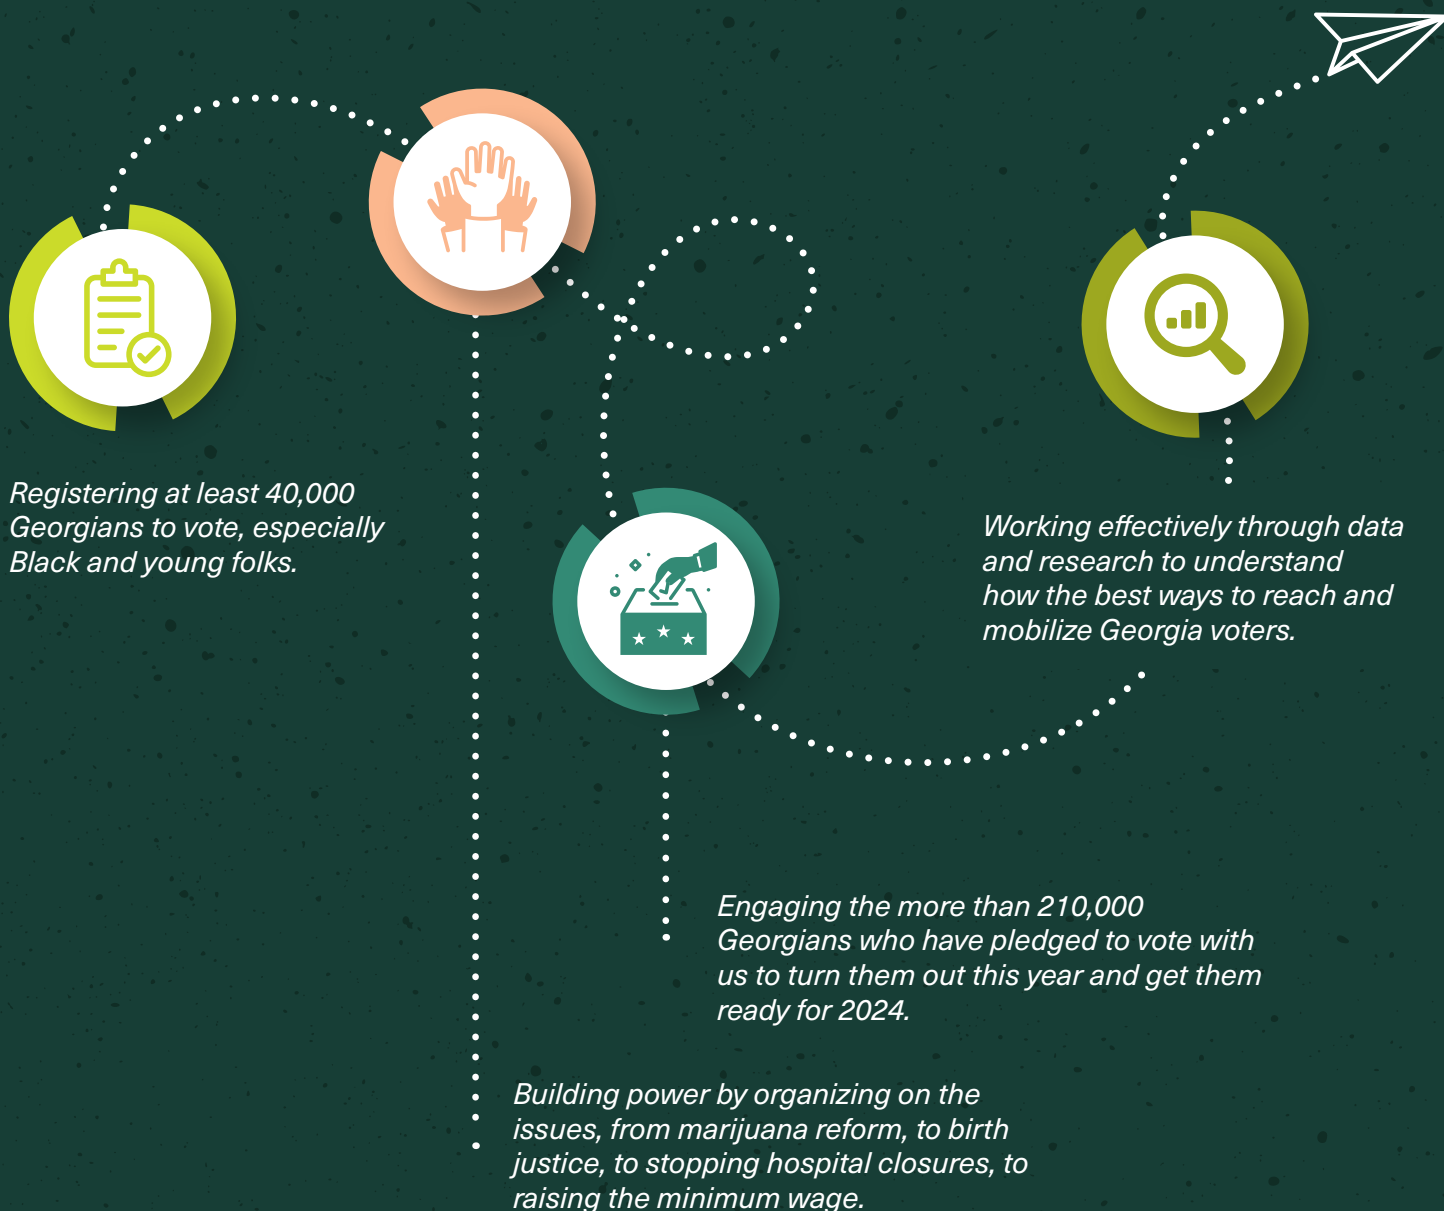 Registering at least 40,000
Georgians to vote, especially
Black and young folks.
Working effectively through data
and research to understand
how the best ways to reach and
mobilize Georgia voters.
Engaging the more than 210,000
Georgians who have pledged to vote with
us to turn them out this year and get them
ready for 2024.
Building power by organizing on the
issues, from marijuana reform, to birth
justice, to stopping hospital closures, to
raising the minimum wage.